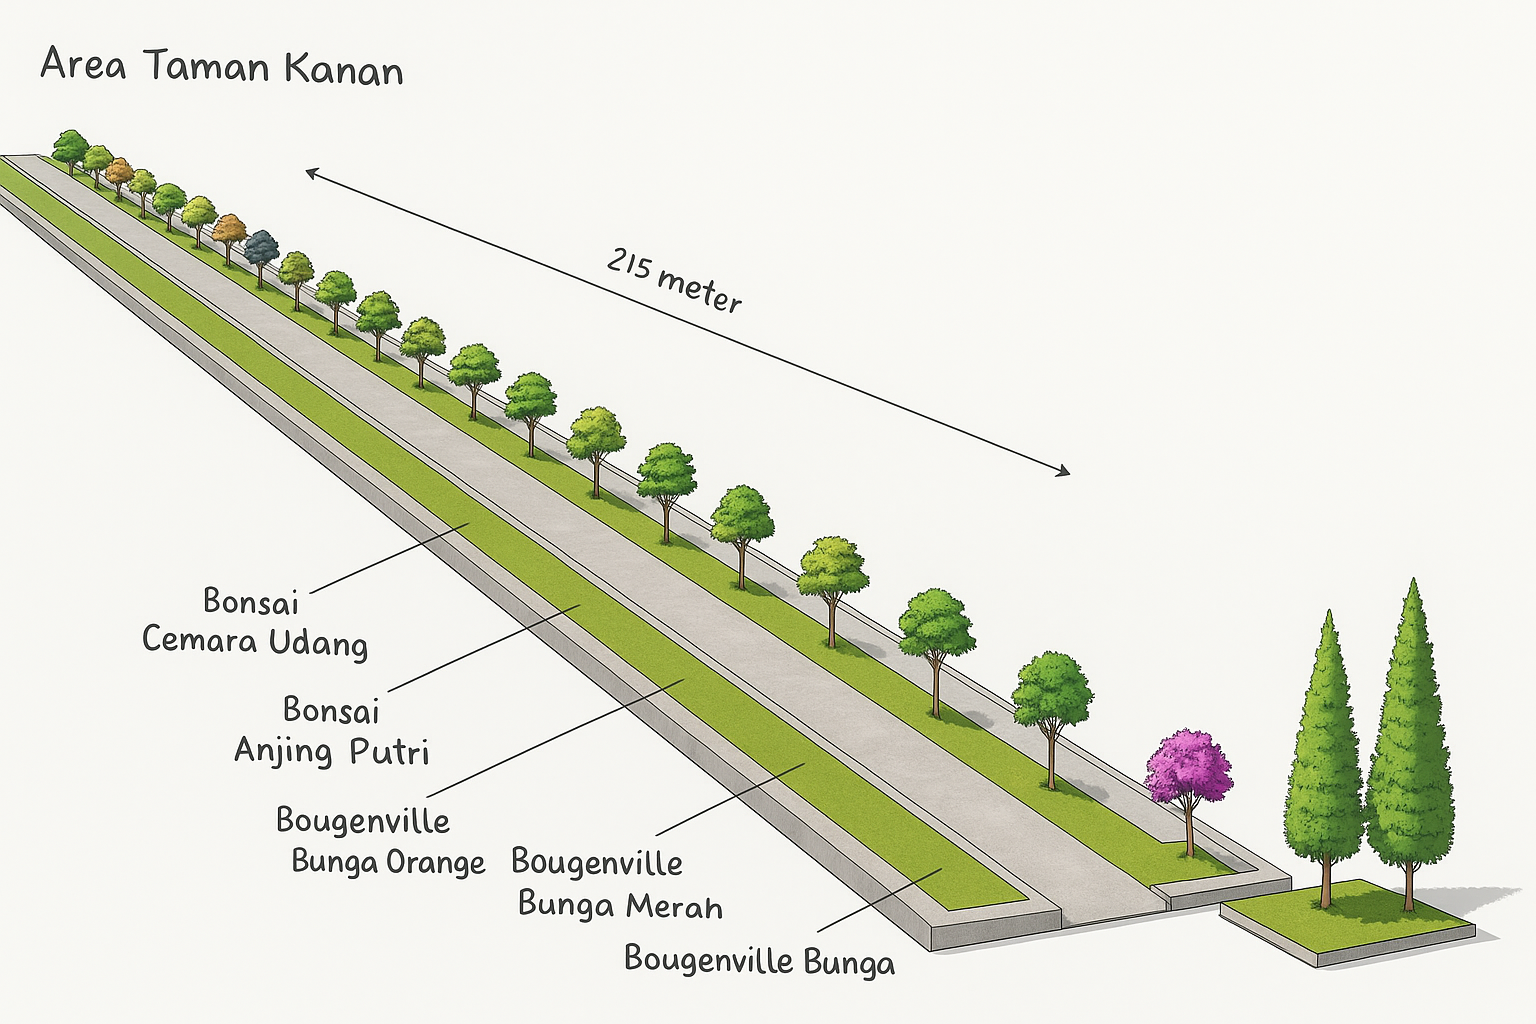 Area Taman Kanan
215 meter
Bonsai
Cemara Udang
Bonsai
Anjing Putri
Bougenville
Bunga Orange
Bougenville
Bunga Merah
Bougenville Bunga